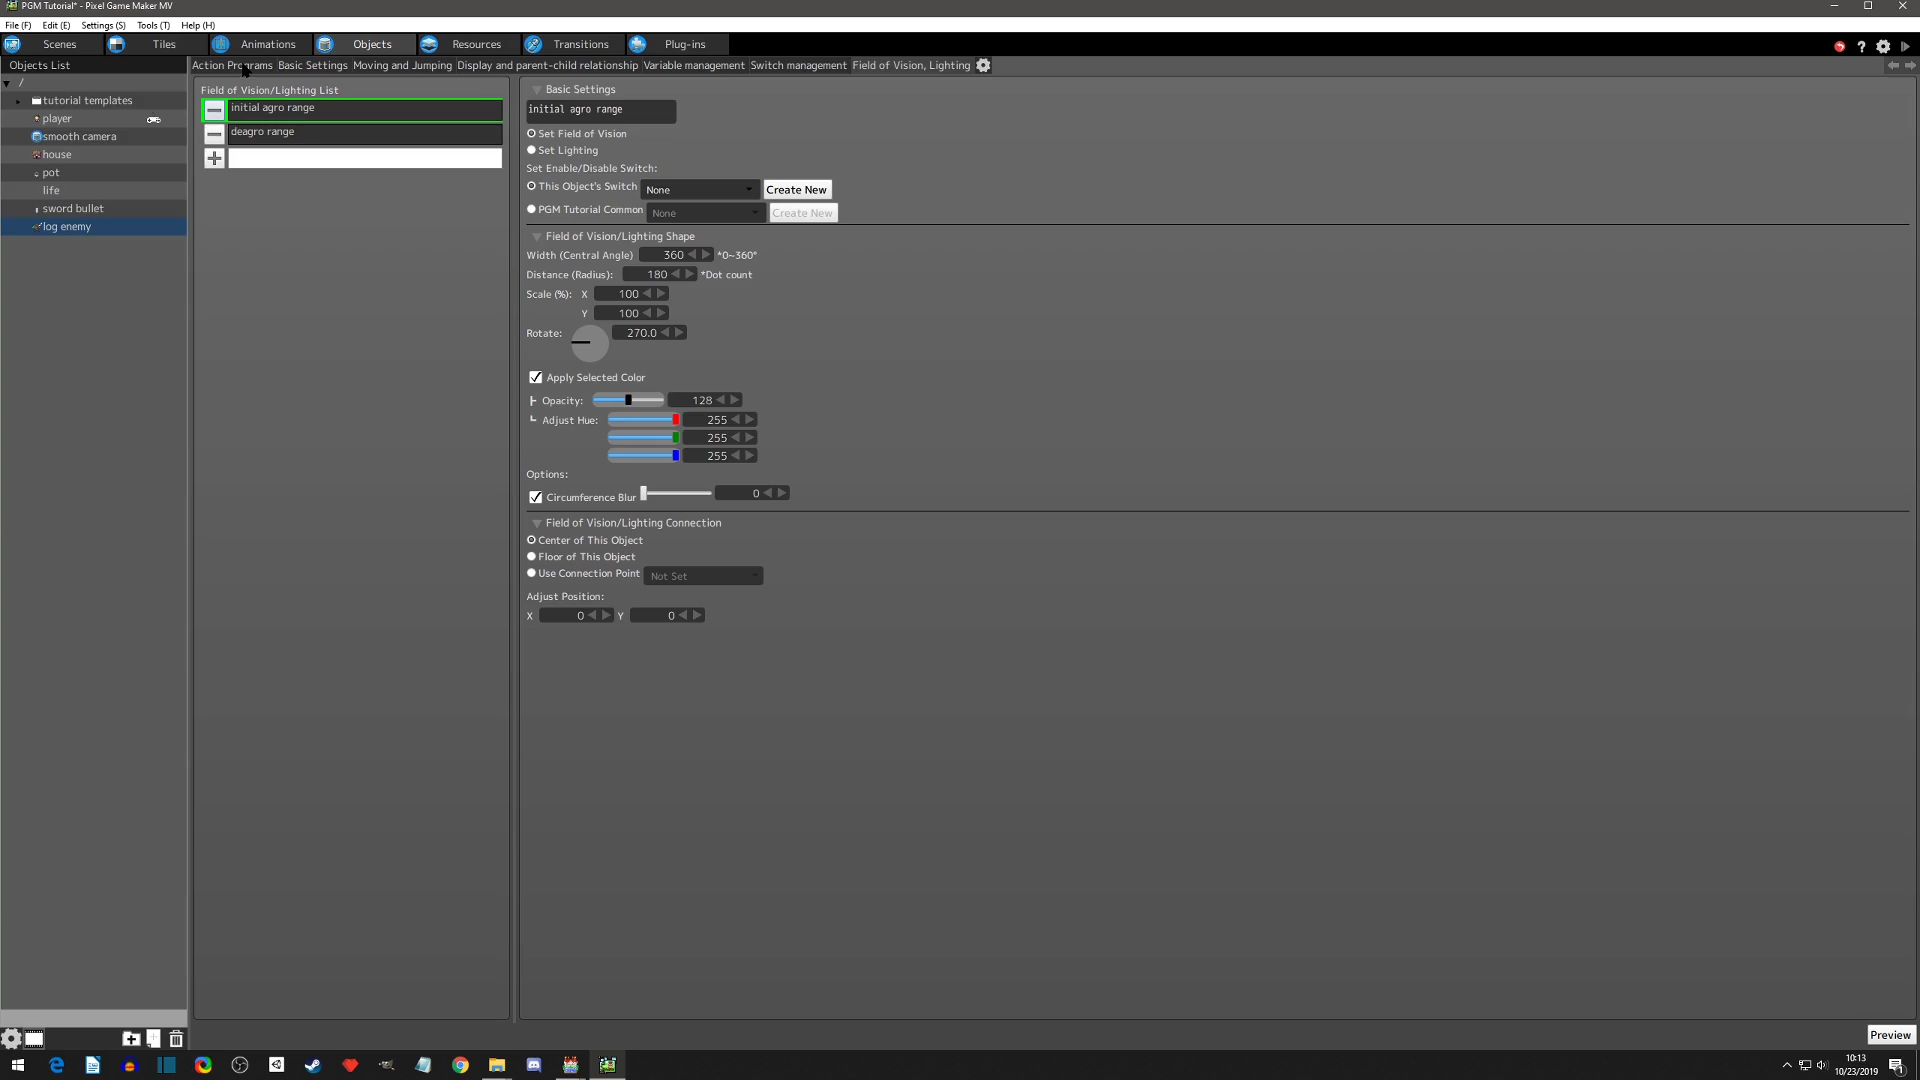 PGM Tutorial* - Pixel Game Maker MV
File (F) Edit (E) Settings (S) Tools (T) Help (H)
Scenes Tiles Animations Objects Resources Transitions Plug-ins
Objects List
Action Programs Basic Settings Moving and Jumping Display and parent-child relationship Variable management Switch management Field of Vision, Lighting
/
tutorial templates
player
smooth camera
house
pot
life
sword bullet
log enemy
Field of Vision/Lighting List
initial agro range
deagro range
Basic Settings
initial agro range
Set Field of Vision
Set Lighting
Set Enable/Disable Switch:
This Object's Switch None Create New
PGM Tutorial Common None Create New
Field of Vision/Lighting Shape
Width (Central Angle) 360 *0~360°
Distance (Radius): 180 *Dot count
Scale (%): X 100
Y 100
Rotate: 270.0
Apply Selected Color
Opacity: 128
Adjust Hue: 255
255
255
Options:
Circumference Blur 0
Field of Vision/Lighting Connection
Center of This Object
Floor of This Object
Use Connection Point Not Set
Adjust Position:
X 0 Y 0
Preview
10:13
10/23/2019